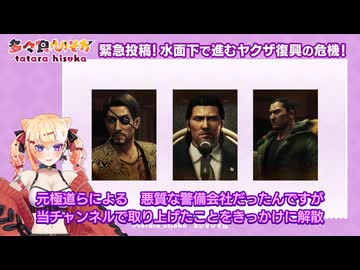 多々良ひそか
tatara hisoka
緊急投稿!水面下で進むヤクザ復興の危機!
元極道らによる 悪質な警備会社だったんですが
当チャンネルで取り上げたことをきっかけに解散